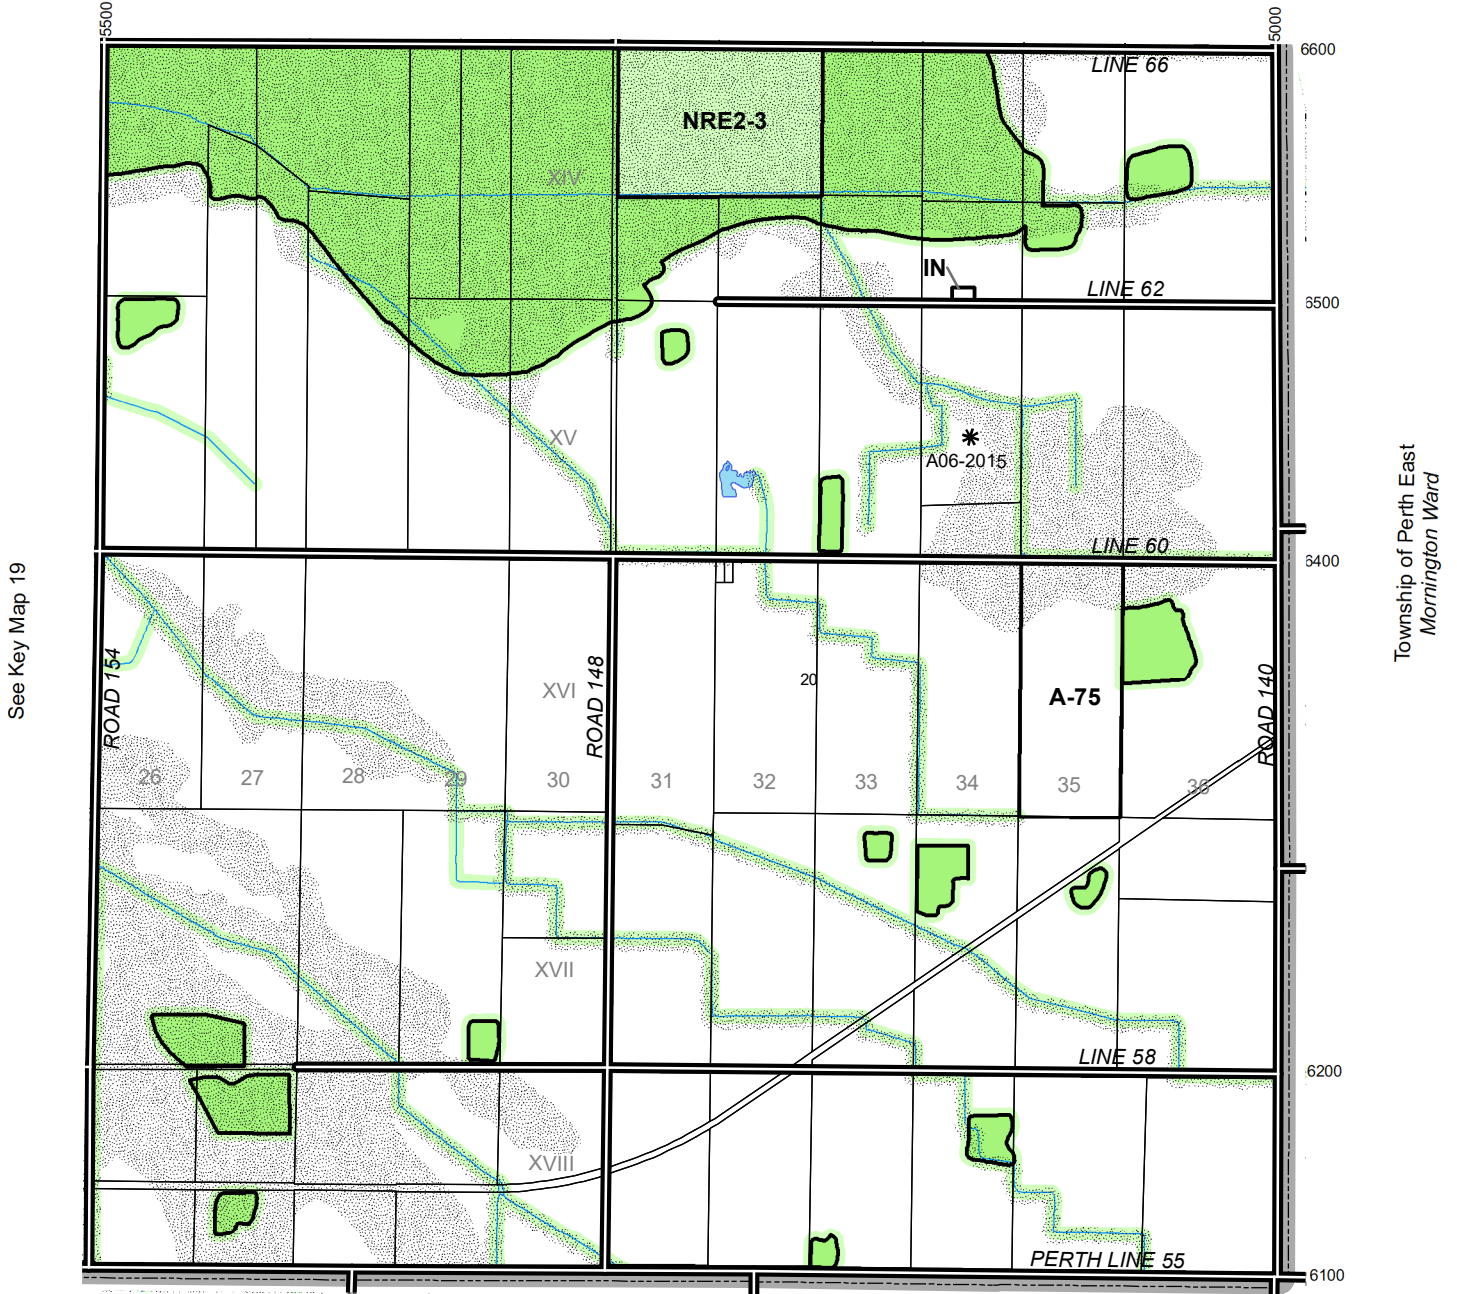 5500
5000
6600
LINE 66
NRE2-3
XIV
IN
LINE 62
6500
XV
A06-2015
LINE 60
6400
Township of Perth East
Mornington Ward
See Key Map 19
ROAD 154
ROAD 148
ROAD 140
XVI
20
A-75
26
27
28
29
30
31
32
33
34
35
36
XVII
LINE 58
6200
XVIII
PERTH LINE 55
6100